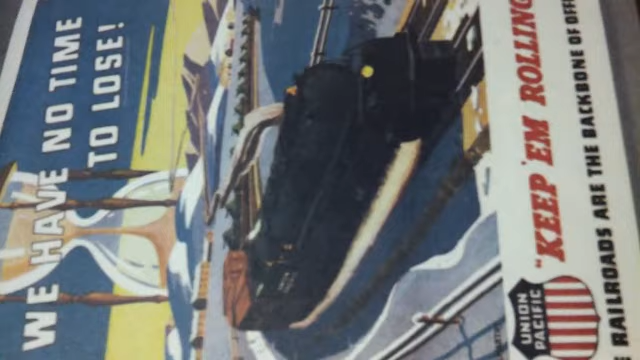 WE HAVE NO TIME
TO LOSE!
"KEEP 'EM ROLLING
UNION
PACIFIC
RAILROADS ARE THE BACKBONE OF